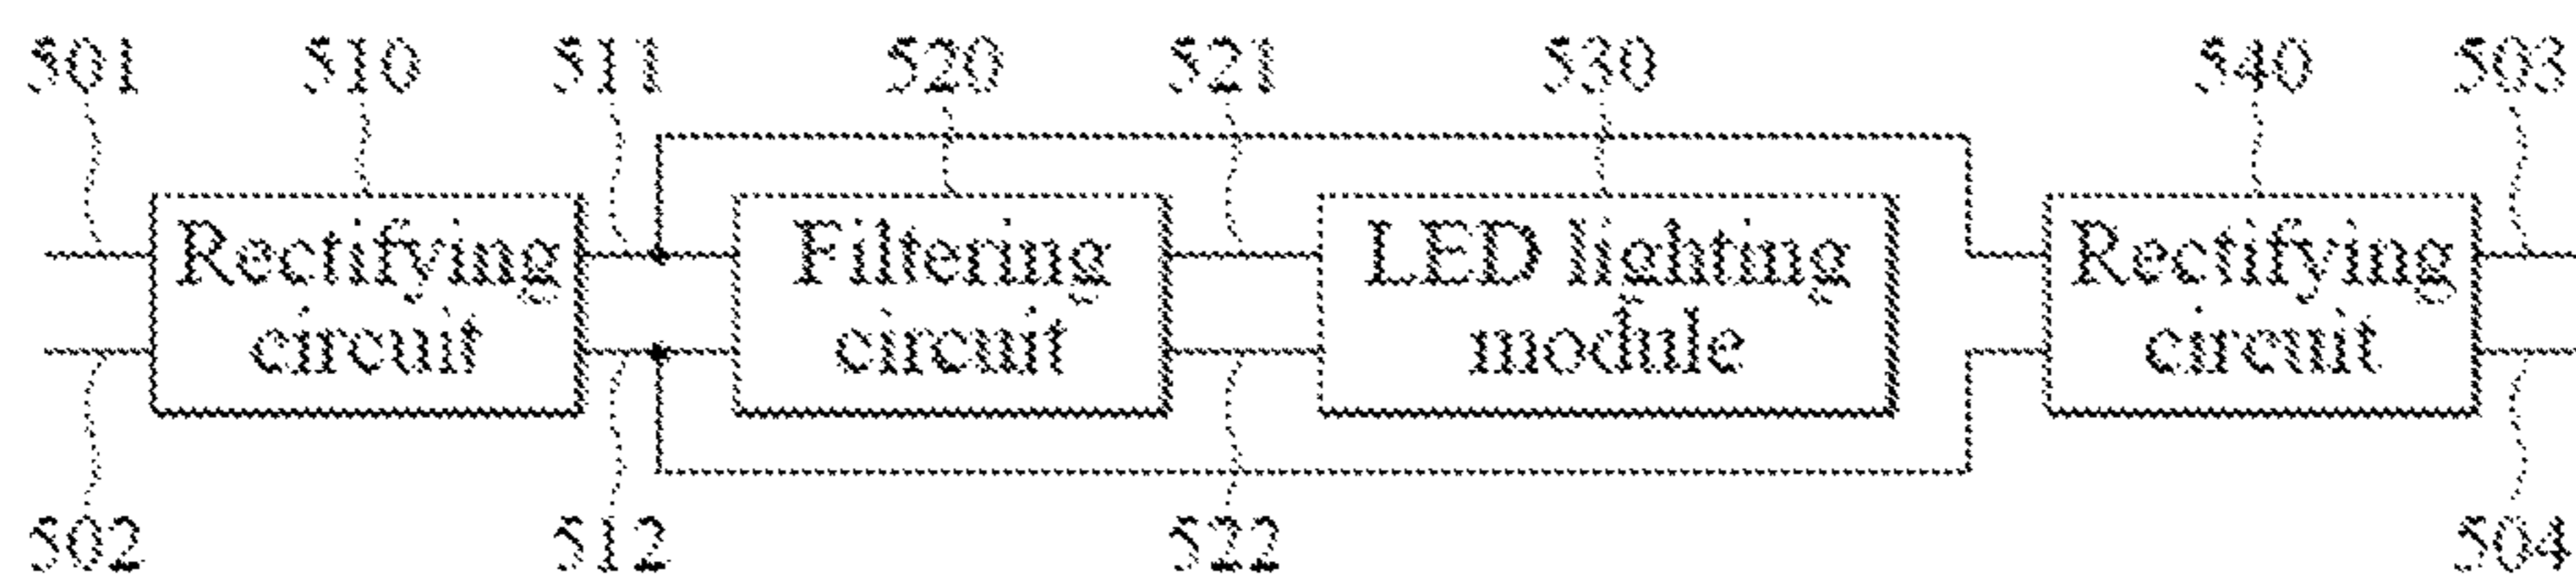 501 510 511 520 521 530 540 503
Rectifying circuit
Filtering circuit
LED lighting module
Rectifying circuit
502 512 522 504